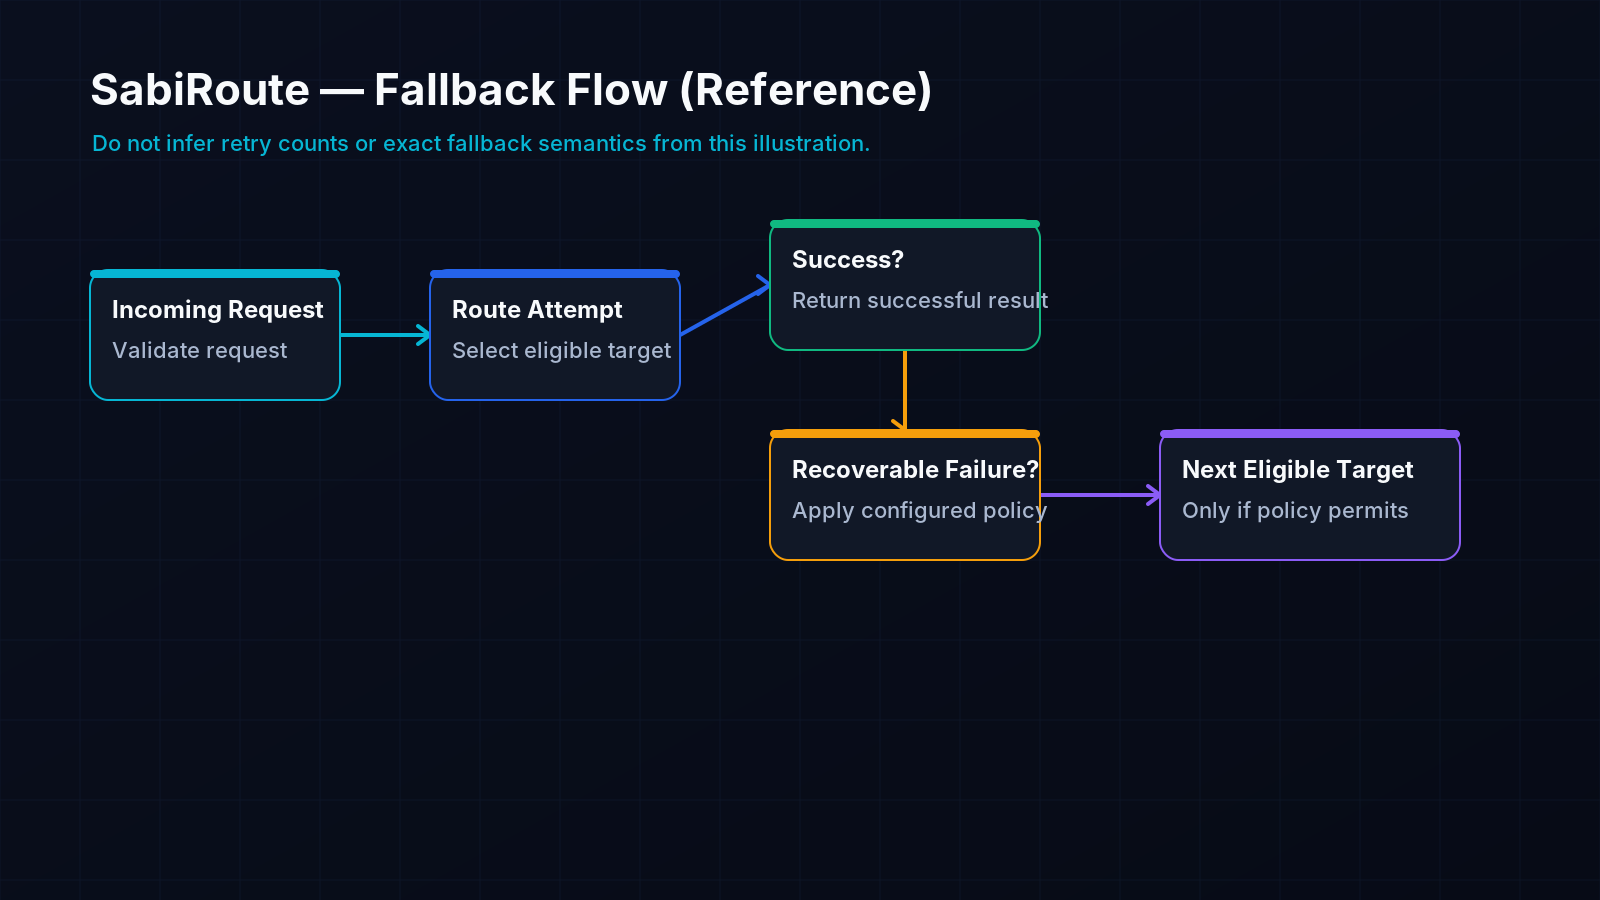 SabiRoute — Fallback Flow (Reference)
Do not infer retry counts or exact fallback semantics from this illustration.
Incoming Request
Validate request
Route Attempt
Select eligible target
Success?
Return successful result
Recoverable Failure?
Apply configured policy
Next Eligible Target
Only if policy permits